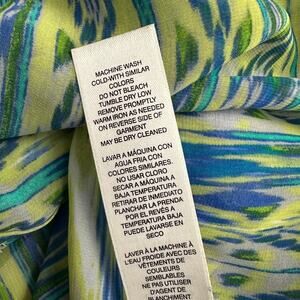 MACHINE WASH
COLD-WITH SIMILAR
COLORS
DO NOT BLEACH
TUMBLE DRY LOW
REMOVE PROMPTLY
WARM IRON AS NEEDED
ON REVERSE SIDE OF
GARMENT
MAY BE DRY CLEANED
LAVAR A MÁQUINA CON
AGUA FRIA CON
COLORES SIMILARES.
NO USAR CLORO
SECAR A MÁQUINA A
BAJA TEMPERATURA
RETIRAR DE INMEDIATO
PLANCHAR LA PRENDA
POR EL REVÉS A
TEMPERATURA BAJA
PUEDE LAVARSE EN
SECO
LAVER À LA MACHINE À
L'EAU FROIDE AVEC DES
VÊTEMENTS DE
COULEURS
SEMBLABLES
NE PAS UTILISER
D'AGENT DE
BLANCHIMENT